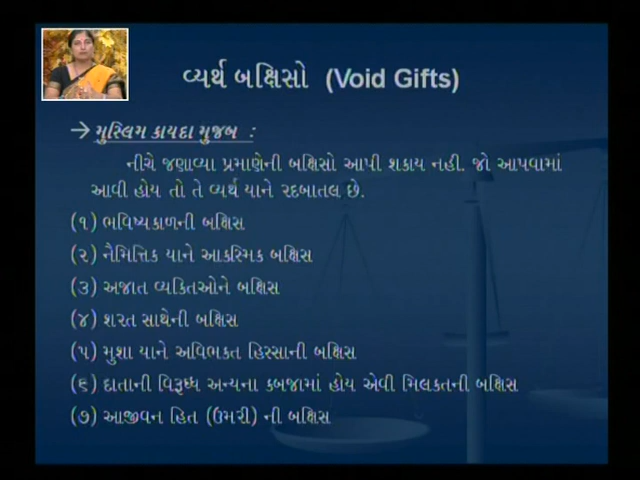 વ્યર્થ બક્ષિસો (Void Gifts)
→ મુસ્લિમ કાયદા મુજબ :
નીચે જણાવ્યા પ્રમાણેની બક્ષિસો આપી શકાય નહી. જો આપવામાં
આવી હોય તો તે વ્યર્થ યાને રદબાતલ છે.
(૧) ભવિષ્યકાળની બક્ષિસ
(૨) નૈમિત્તિક યાને આકસ્મિક બક્ષિસ
(૩) અજાત વ્યકિતઓને બક્ષિસ
(૪) શરત સાથેની બક્ષિસ
(૫) મુશા યાને અવિભકત હિસ્સાની બક્ષિસ
(૬) દાતાની વિરૂધ્ધ અન્યના કબજામાં હોય એવી મિલકતની બક્ષિસ
(૭) આજીવન હિત (ઉમરી) ની બક્ષિસ